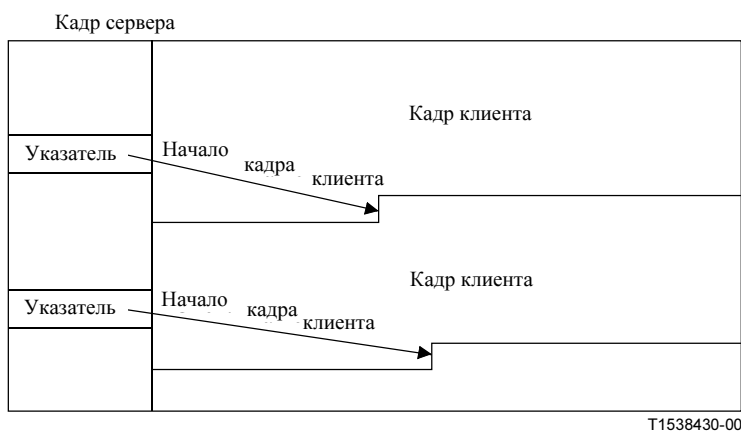 Кадр сервера
Кадр клиента
Указатель
Начало кадра клиента
Кадр клиента
Указатель
Начало кадра клиента
T1538430-00